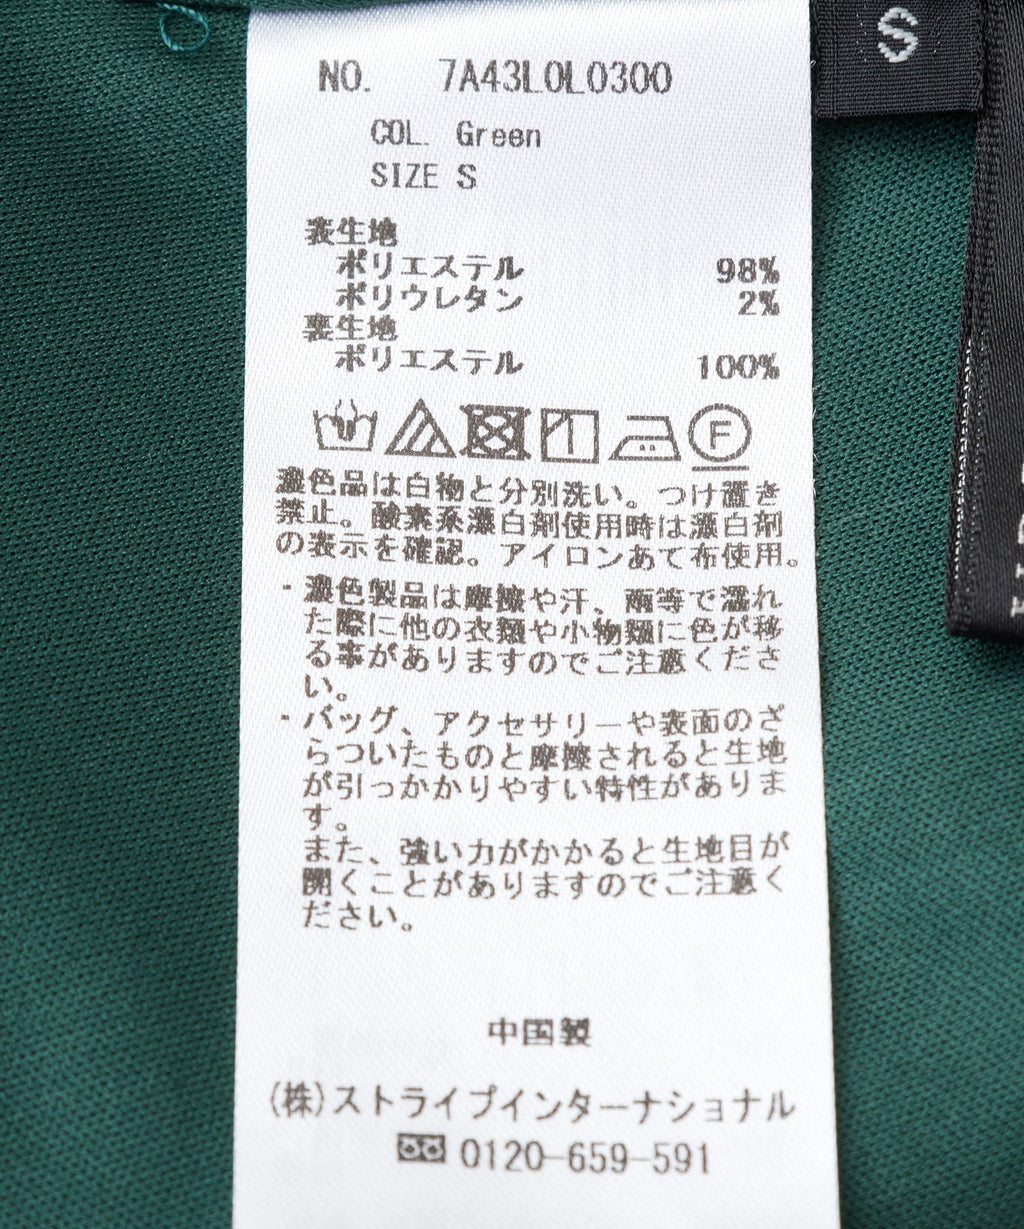 S
NO. 7A43L0L0300
COL. Green
SIZE S
表生地
ポリエステル 98%
ポリウレタン 2%
裏生地
ポリエステル 100%
F
濃色品は白物と分別洗い。つけ置き
禁止。酸素系漂白剤使用時は漂白剤
の表示を確認。アイロンあて布使用。
・濃色製品は摩擦や汗、雨等で濡れ
た際に他の衣類や小物類に色が移
る事がありますのでご注意くださ
い。
・バッグ、アクセサリーや表面のざ
らついたものと摩擦されると生地
が引っかかりやすい特性がありま
す。
また、強い力がかかると生地目が
開くことがありますのでご注意く
ださい。
中国製
(株)ストライプインターナショナル
0120-659-591